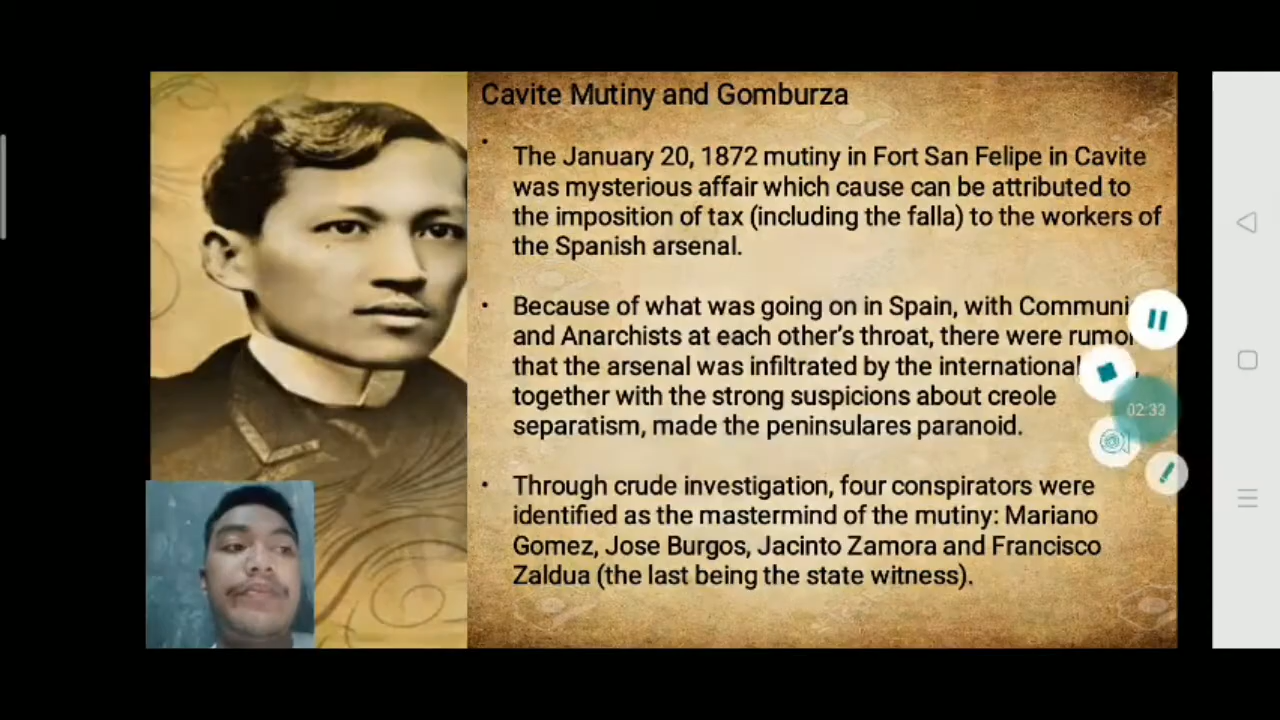 Cavite Mutiny and Gomburza
• The January 20, 1872 mutiny in Fort San Felipe in Cavite
was mysterious affair which cause can be attributed to
the imposition of tax (including the falla) to the workers of
the Spanish arsenal.
• Because of what was going on in Spain, with Communi
and Anarchists at each other's throat, there were rumor
that the arsenal was infiltrated by the international
together with the strong suspicions about creole
separatism, made the peninsulares paranoid.
02:33
• Through crude investigation, four conspirators were
identified as the mastermind of the mutiny: Mariano
Gomez, Jose Burgos, Jacinto Zamora and Francisco
Zaldua (the last being the state witness).